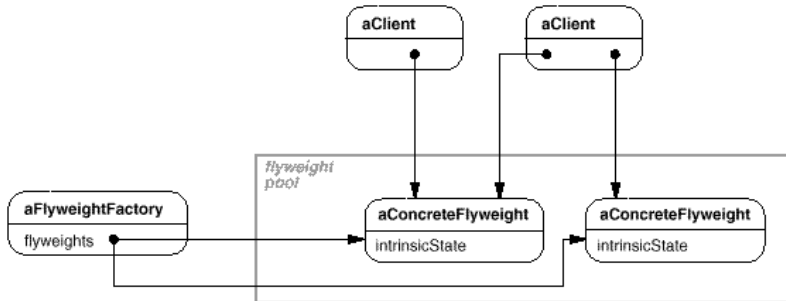 aClient
aClient
flyweight
pool
aFlyweightFactory
flyweights
aConcreteFlyweight
intrinsicState
aConcreteFlyweight
intrinsicState